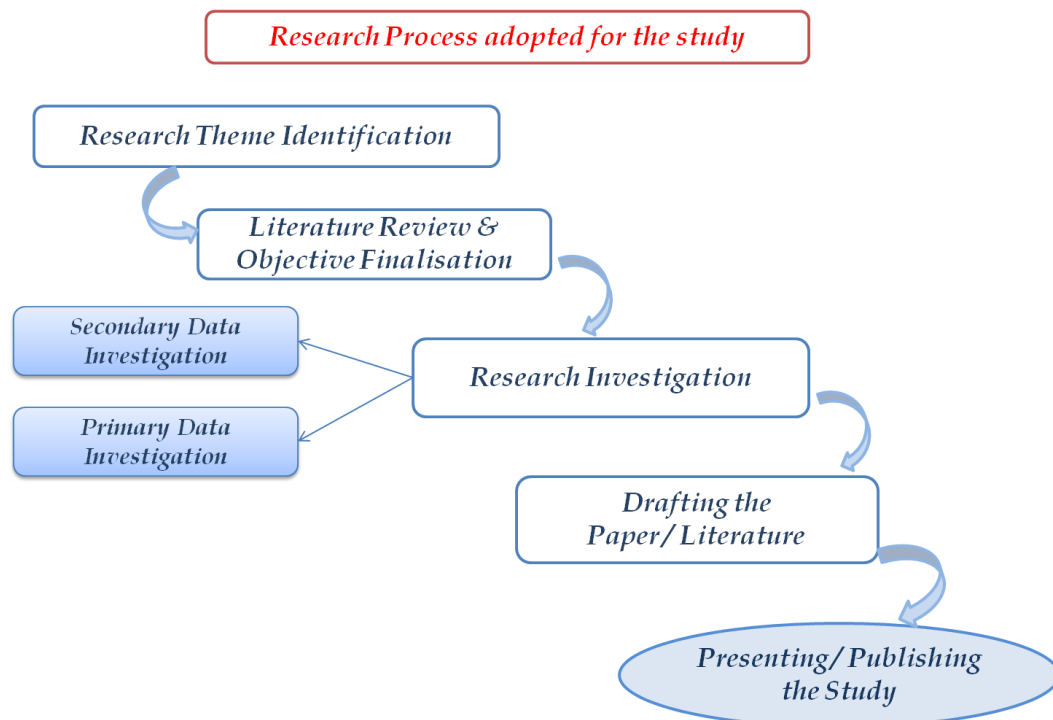 Research Process adopted for the study
Research Theme Identification
Literature Review &
Objective Finalisation
Secondary Data
Investigation
Research Investigation
Primary Data
Investigation
Drafting the
Paper/ Literature
Presenting/ Publishing
the Study